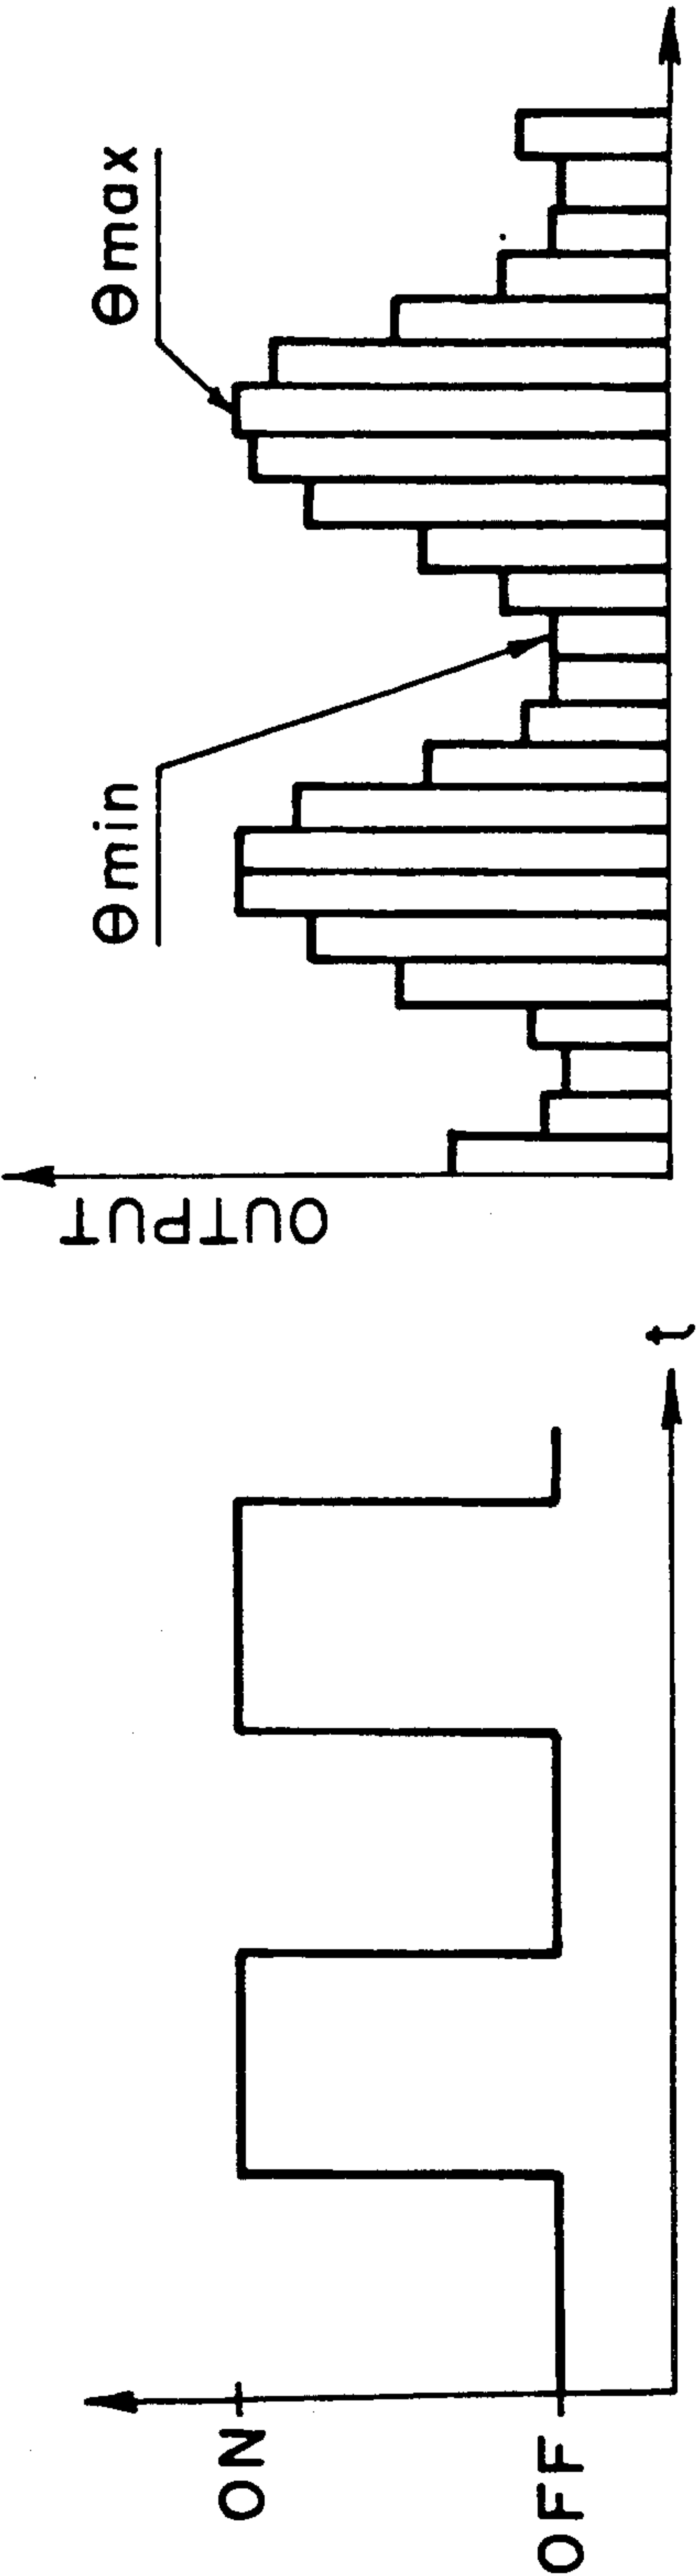 ON
OFF
t
OUTPUT
θmin
θmax